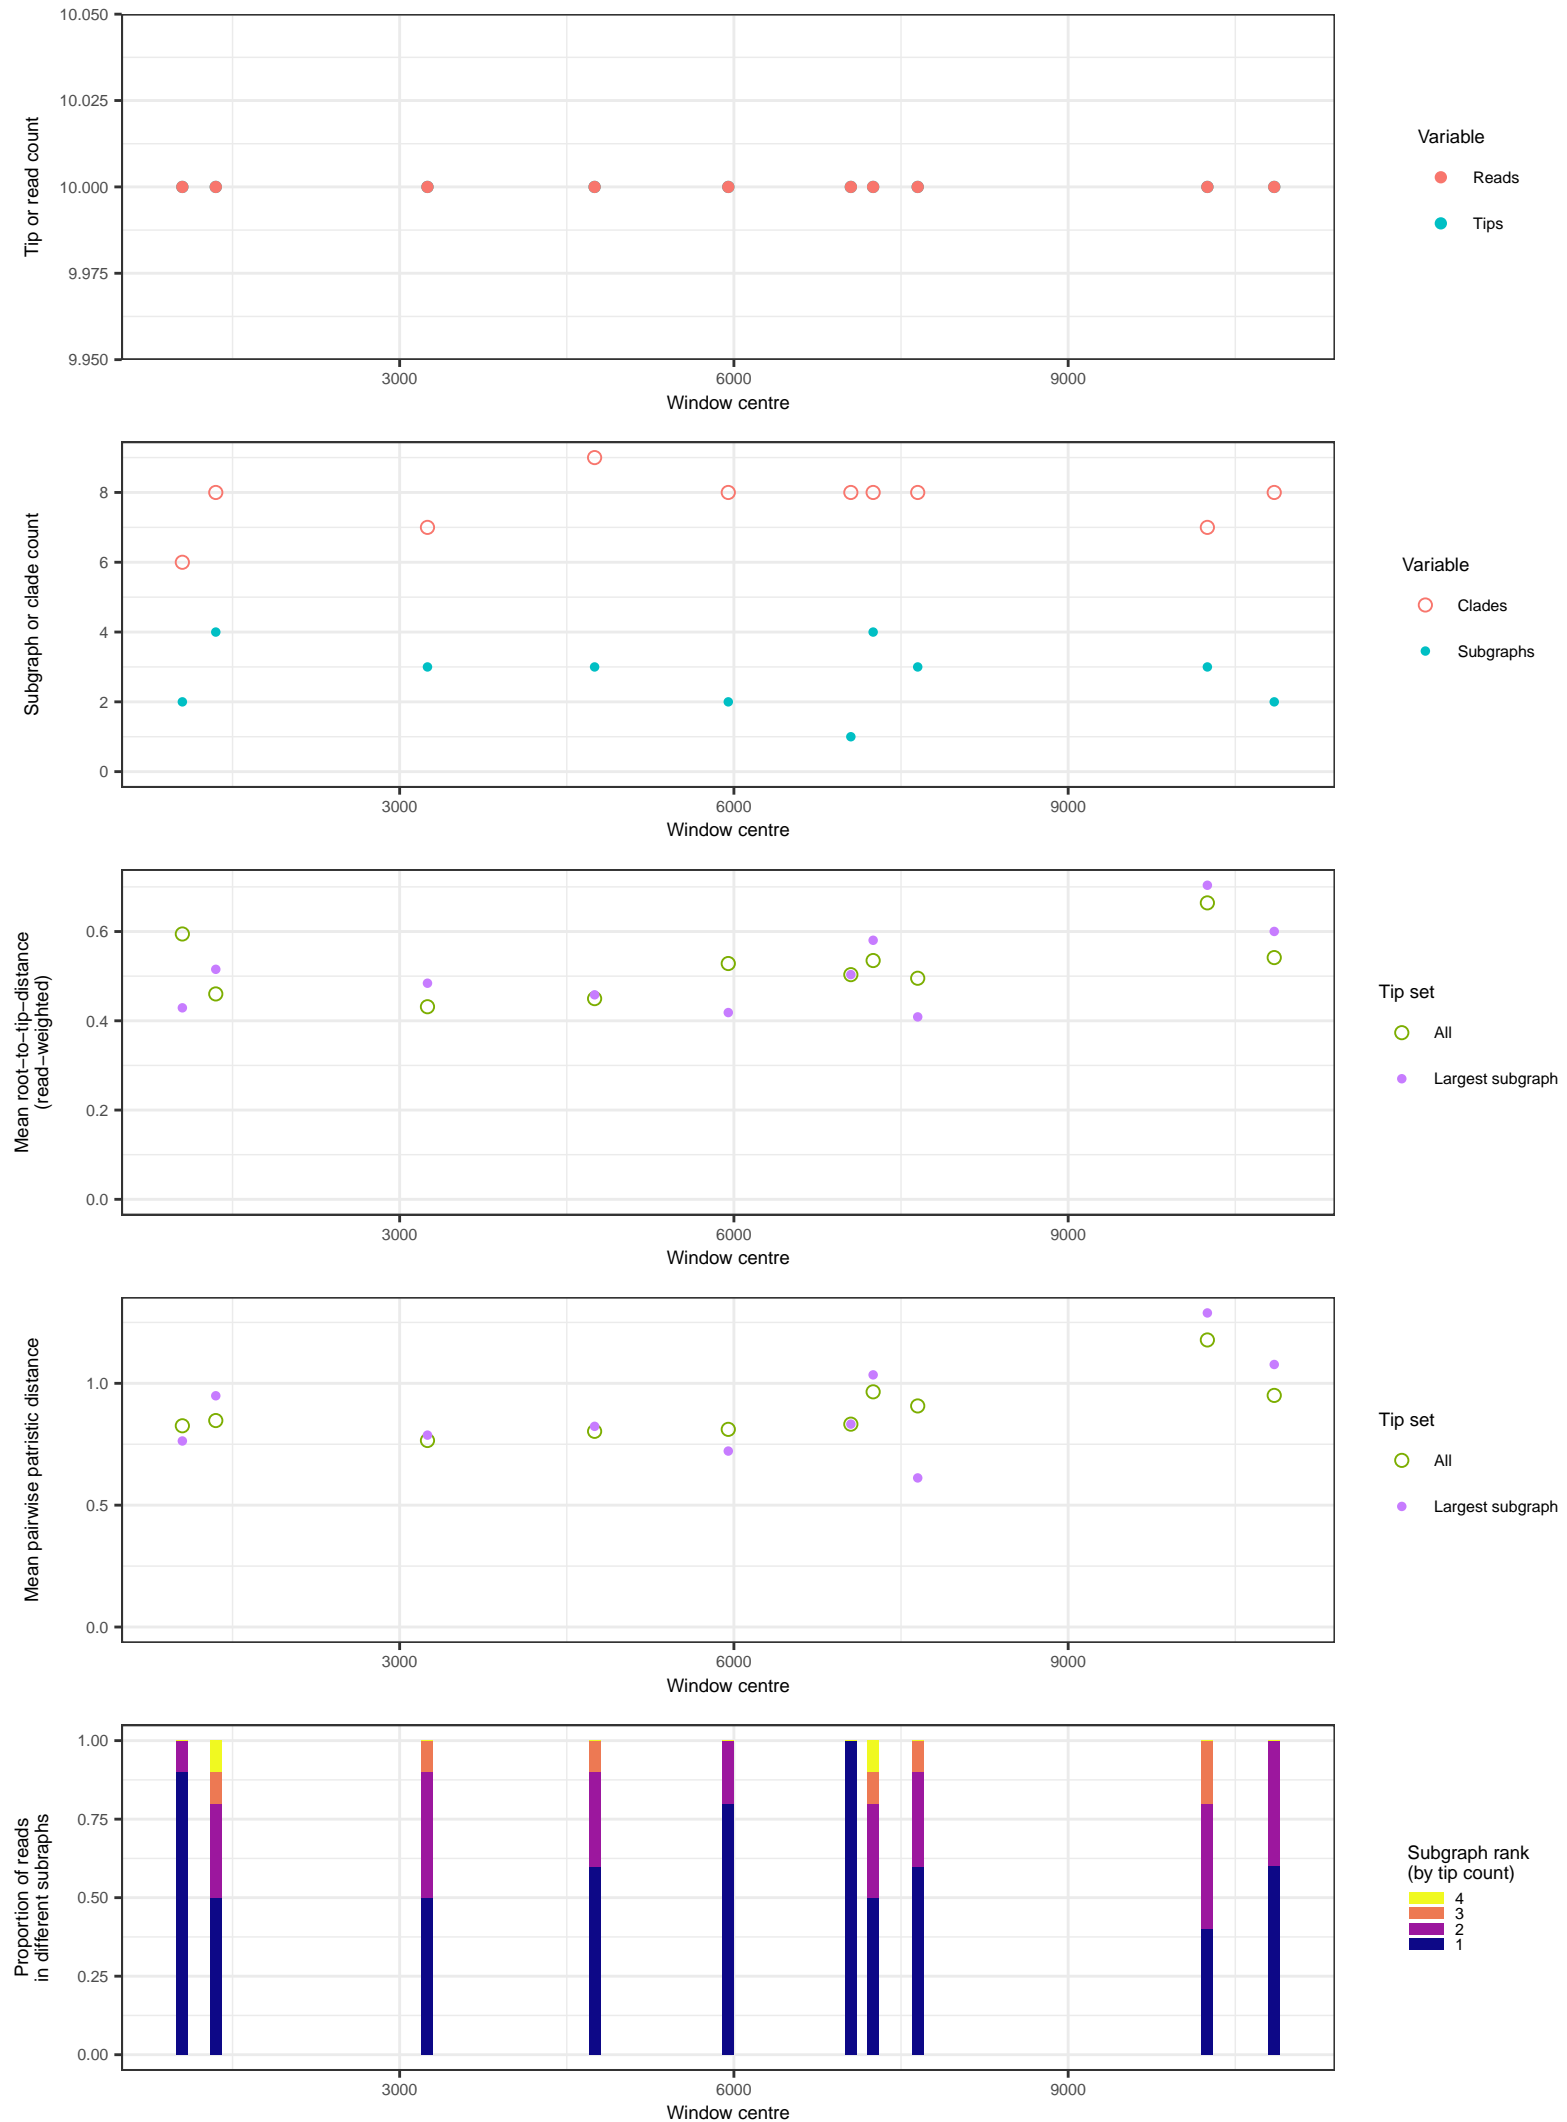 10.050
10.025
10.000
9.975
9.950
Tip or read count
3000 6000 9000
Window centre
Variable
Reads
Tips
8
6
4
2
0
Subgraph or clade count
3000 6000 9000
Window centre
Variable
Clades
Subgraphs
0.6
0.4
0.2
0.0
Mean root−to−tip−distance
(read−weighted)
3000 6000 9000
Window centre
Tip set
All
Largest subgraph
1.0
0.5
0.0
Mean pairwise patristic distance
3000 6000 9000
Window centre
Tip set
All
Largest subgraph
1.00
0.75
0.50
0.25
0.00
Proportion of reads
in different subraphs
3000 6000 9000
Window centre
Subgraph rank
(by tip count)
4
3
2
1